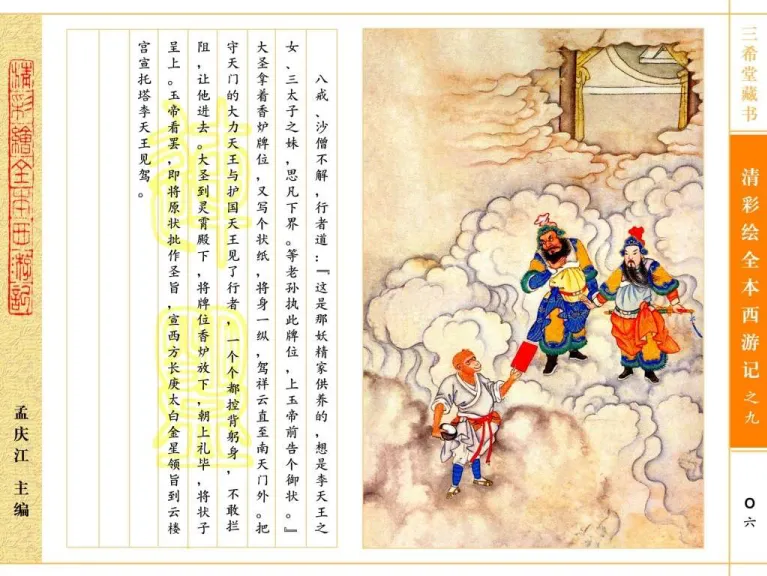 三希堂藏书
清彩绘全本西游记之九
〇六
八戒、沙僧不解，行者道：『这是那妖精家供养的，想是李天王之
女、三太子之妹，思凡下界。等老孙执此牌位，上玉帝前告个御状。』
大圣拿着香炉牌位，又写个状纸，将身一纵，驾祥云直至南天门外。把
守天门的大力天王与护国天王见了行者，一个个都控背躬身，不敢拦
阻，让他进去。大圣到灵霄殿下，将牌位香炉放下，朝上礼毕，将状子
呈上。玉帝看罢，即将原状批作圣旨，宣西方长庚太白金星领旨到云楼
宫宣托塔李天王见驾。
清彩绘全本西游记
孟庆江 主编